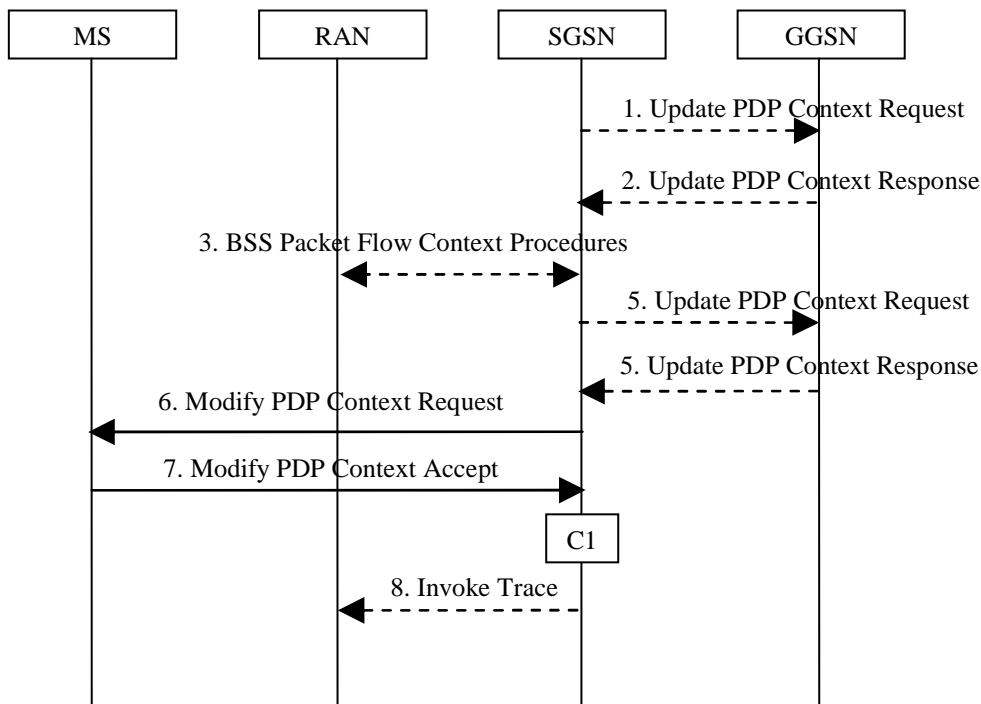 MS
RAN
SGSN
GGSN
1. Update PDP Context Request
2. Update PDP Context Response
3. BSS Packet Flow Context Procedures
5. Update PDP Context Request
5. Update PDP Context Response
6. Modify PDP Context Request
7. Modify PDP Context Accept
C1
8. Invoke Trace